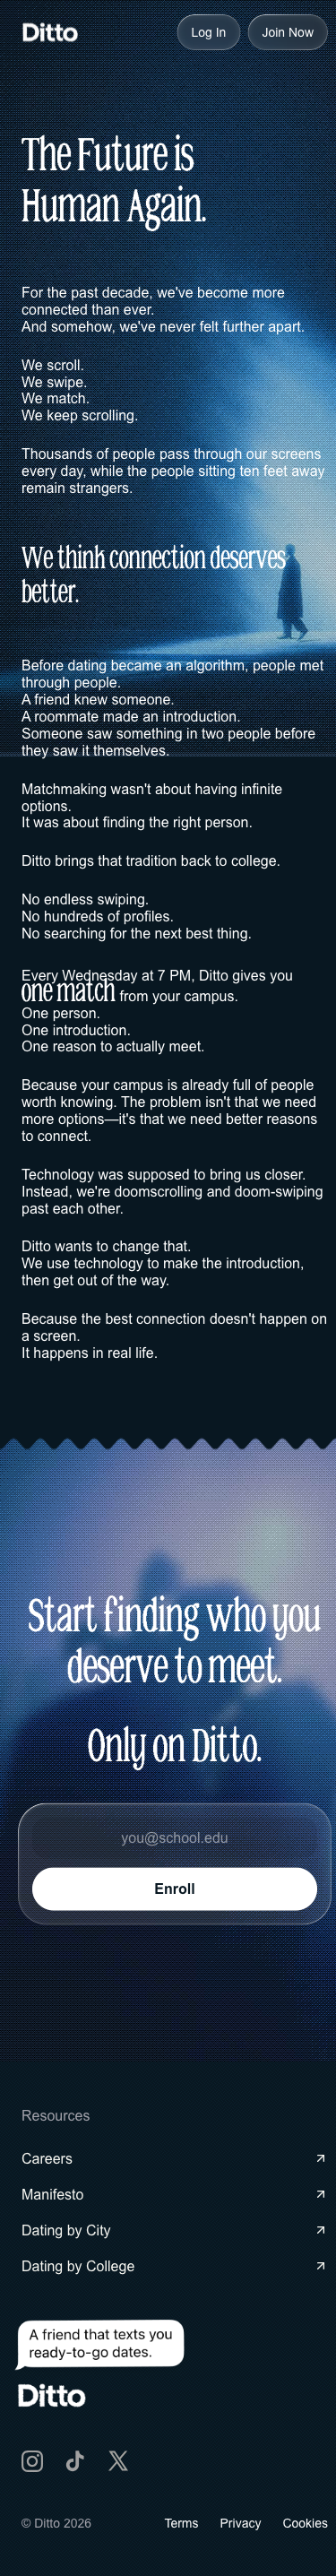 Ditto
Log In
Join Now
The Future is
Human Again.
For the past decade, we've become more
connected than ever.
And somehow, we've never felt further apart.
We scroll.
We swipe.
We match.
We keep scrolling.
Thousands of people pass through our screens
every day, while the people sitting ten feet away
remain strangers.
We think connection deserves
better.
Before dating became an algorithm, people met
through people.
A friend knew someone.
A roommate made an introduction.
Someone saw something in two people before
they saw it themselves.
Matchmaking wasn't about having infinite
options.
It was about finding the right person.
Ditto brings that tradition back to college.
No endless swiping.
No hundreds of profiles.
No searching for the next best thing.
Every Wednesday at 7 PM, Ditto gives you
one match from your campus.
One person.
One introduction.
One reason to actually meet.
Because your campus is already full of people
worth knowing. The problem isn't that we need
more options—it's that we need better reasons
to connect.
Technology was supposed to bring us closer.
Instead, we're doomscrolling and doom-swiping
past each other.
Ditto wants to change that.
We use technology to make the introduction,
then get out of the way.
Because the best connection doesn't happen on
a screen.
It happens in real life.
Start finding who you
deserve to meet.
Only on Ditto.
you@school.edu
Enroll
Resources
Careers
Manifesto
Dating by City
Dating by College
A friend that texts you
ready-to-go dates.
Ditto
© Ditto 2026
Terms
Privacy
Cookies